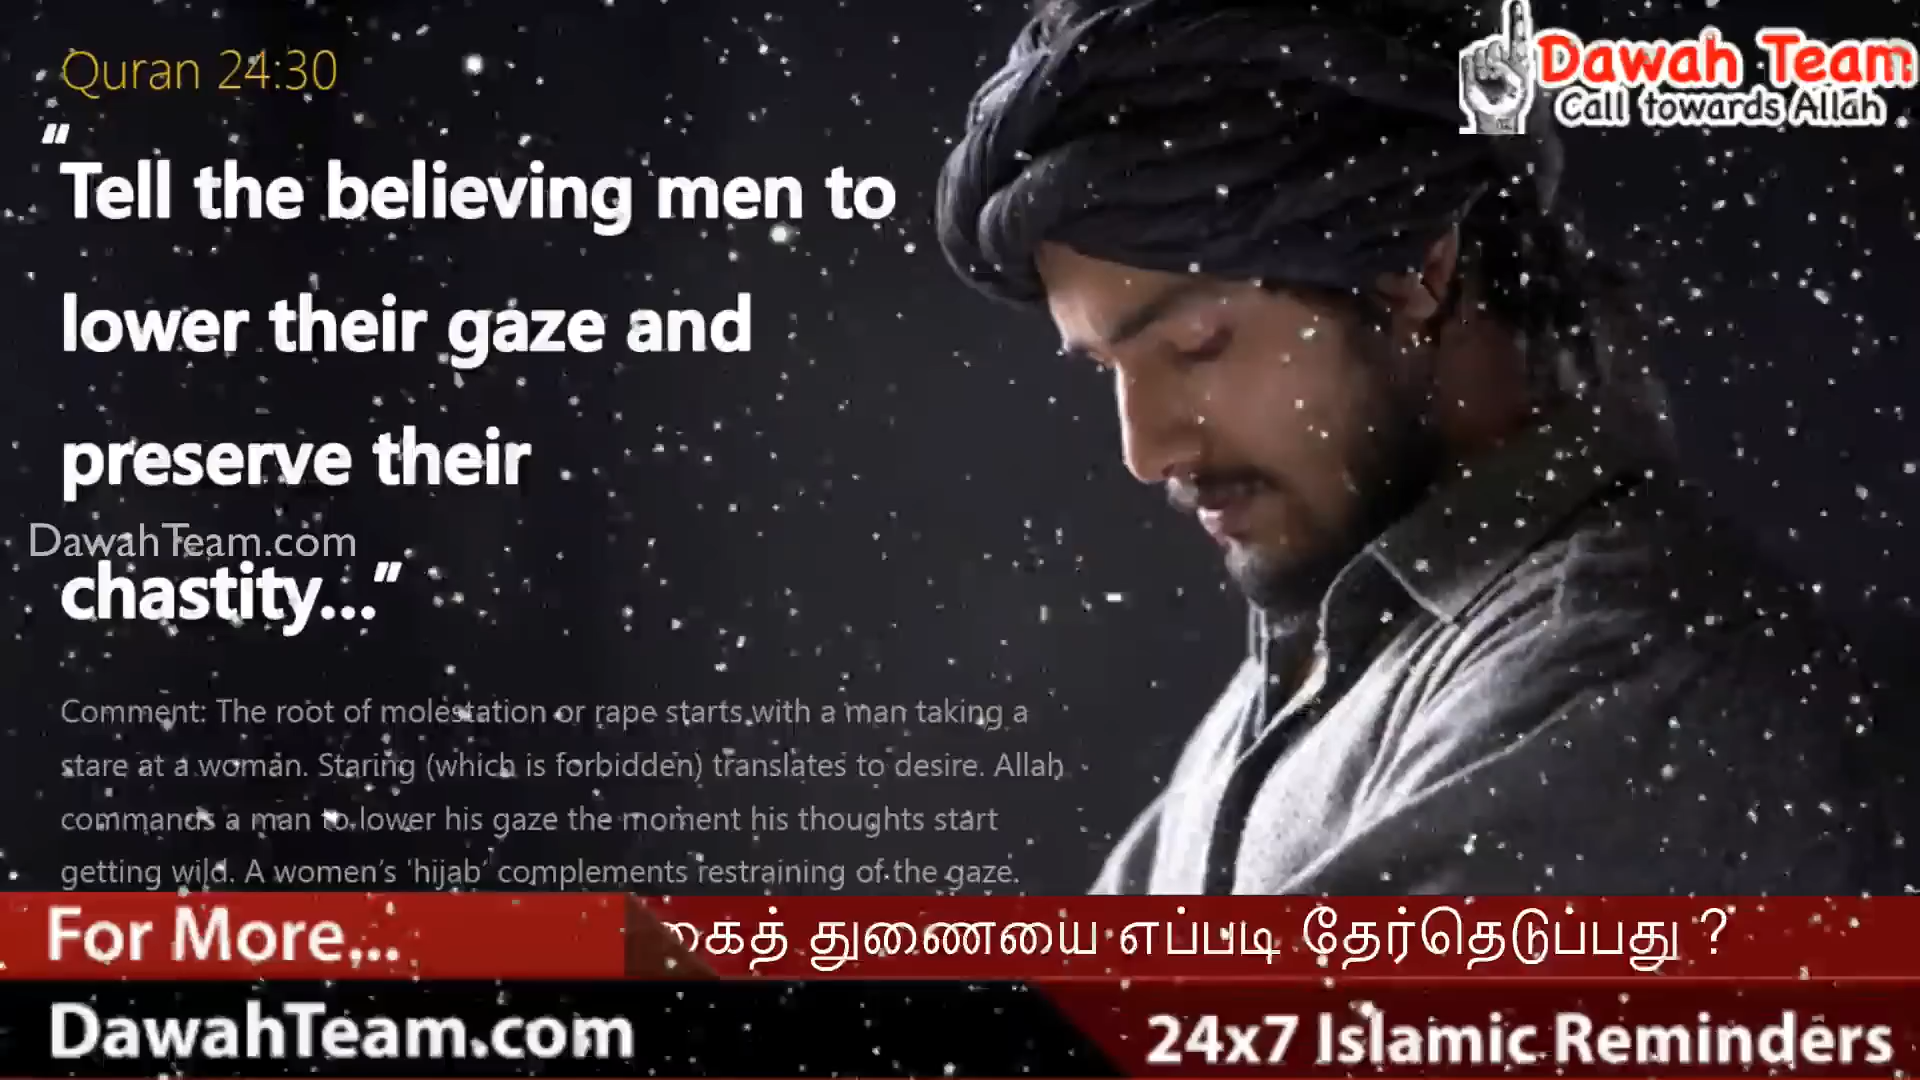 Quran 24:30
Dawah Team
Call towards Allah
“Tell the believing men to
lower their gaze and
preserve their
DawahTeam.com
chastity...”
Comment: The root of molestation or rape starts with a man taking a
stare at a woman. Staring (which is forbidden) translates to desire. Allah
commands a man to lower his gaze the moment his thoughts start
getting wild. A women’s ‘hijab’ complements restraining of the gaze.
For More...
துணையை எப்படி தேர்தெடுப்பது ?
DawahTeam.com
24x7 Islamic Reminders